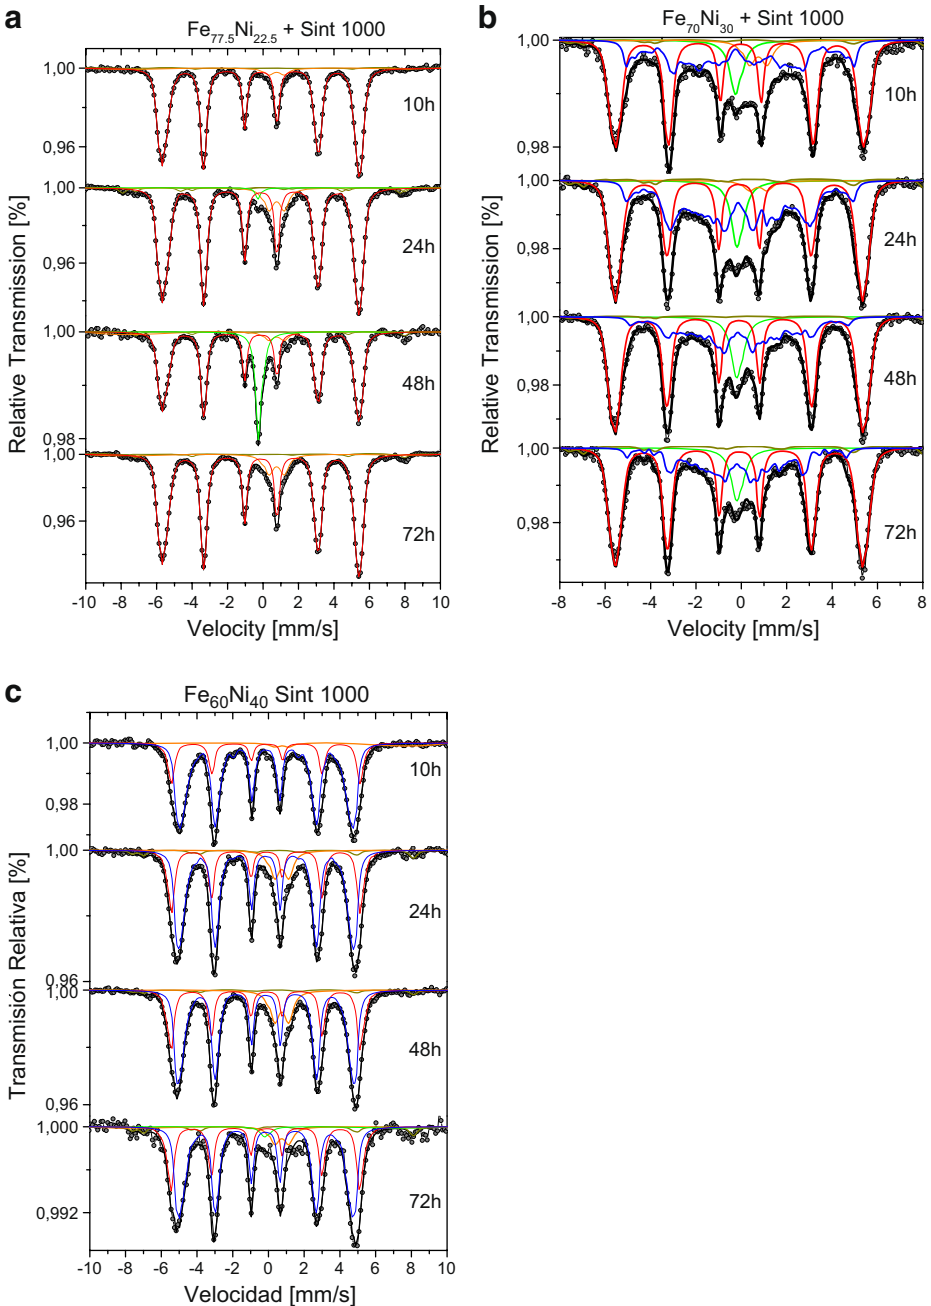 a
Fe77.5Ni22.5 + Sint 1000
Relative Transmission [%]
1,00
0,96
10h
1,00
0,96
24h
1,00
0,98
48h
1,00
0,96
72h
-10 -8 -6 -4 -2 0 2 4 6 8 10
Velocity [mm/s]
b
Fe70Ni30 + Sint 1000
Relative Transmission [%]
1,00
0,98
10h
1,00
0,98
24h
1,00
0,98
48h
1,00
0,98
72h
-8 -6 -4 -2 0 2 4 6 8
Velocity [mm/s]
c
Fe60Ni40 Sint 1000
Transmisión Relativa [%]
1,00
0,98
10h
1,00
0,96
24h
1,00
0,96
48h
1,000
0,992
72h
-10 -8 -6 -4 -2 0 2 4 6 8 10
Velocidad [mm/s]